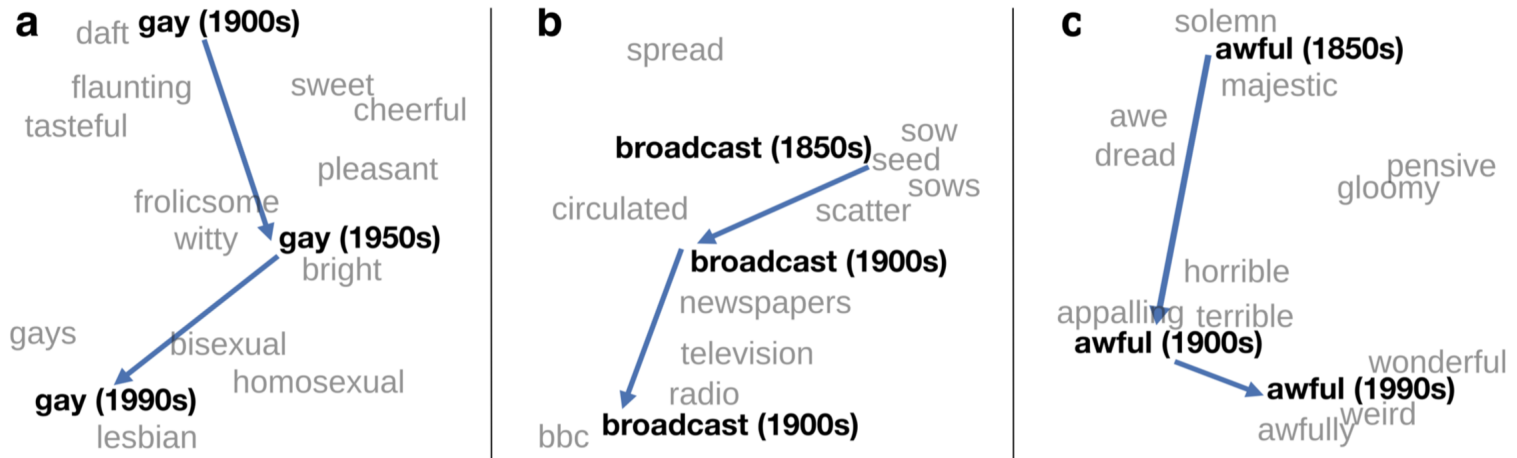 a
daft gay (1900s)
flaunting
sweet
cheerful
tasteful
pleasant
frolicsome
witty
gay (1950s)
bright
gays
bisexual
homosexual
gay (1990s)
lesbian
b
spread
broadcast (1850s)
sow
seed
sows
circulated
scatter
broadcast (1900s)
newspapers
television
radio
broadcast (1900s)
bbc
c
solemn
awful (1850s)
majestic
awe
dread
pensive
gloomy
horrible
appalling terrible
awful (1900s)
wonderful
awful (1990s)
weird
awfully